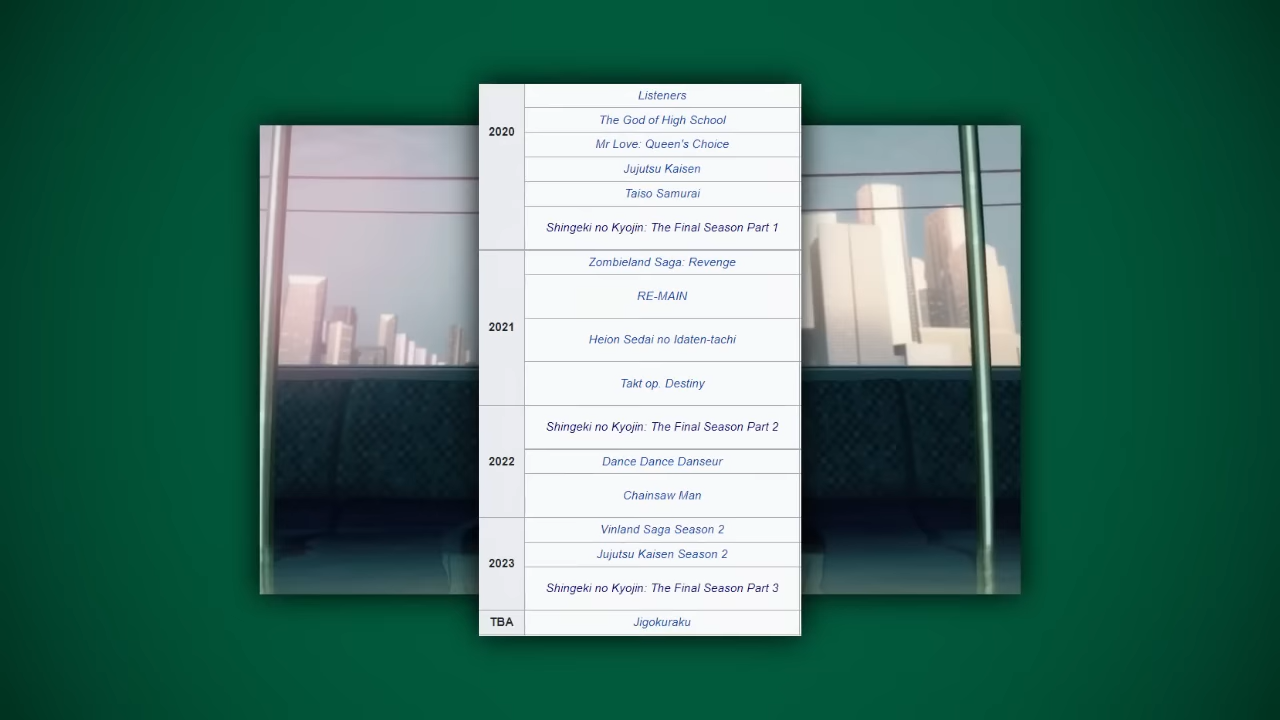 Listeners
2020
The God of High School
Mr Love: Queen's Choice
Jujutsu Kaisen
Taiso Samurai
Shingeki no Kyojin: The Final Season Part 1
Zombieland Saga: Revenge
RE-MAIN
2021
Heion Sedai no Idaten-tachi
Takt op. Destiny
Shingeki no Kyojin: The Final Season Part 2
2022
Dance Dance Danseur
Chainsaw Man
Vinland Saga Season 2
2023
Jujutsu Kaisen Season 2
Shingeki no Kyojin: The Final Season Part 3
TBA
Jigokuraku